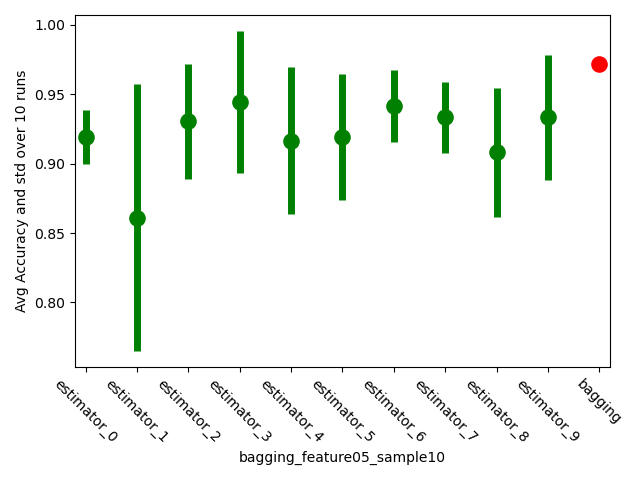 Avg Accuracy and std over 10 runs
1.00
0.95
0.90
0.85
0.80
estimator_0
estimator_1
estimator_2
estimator_3
estimator_4
estimator_5
estimator_6
estimator_7
estimator_8
estimator_9
bagging
bagging_feature05_sample10